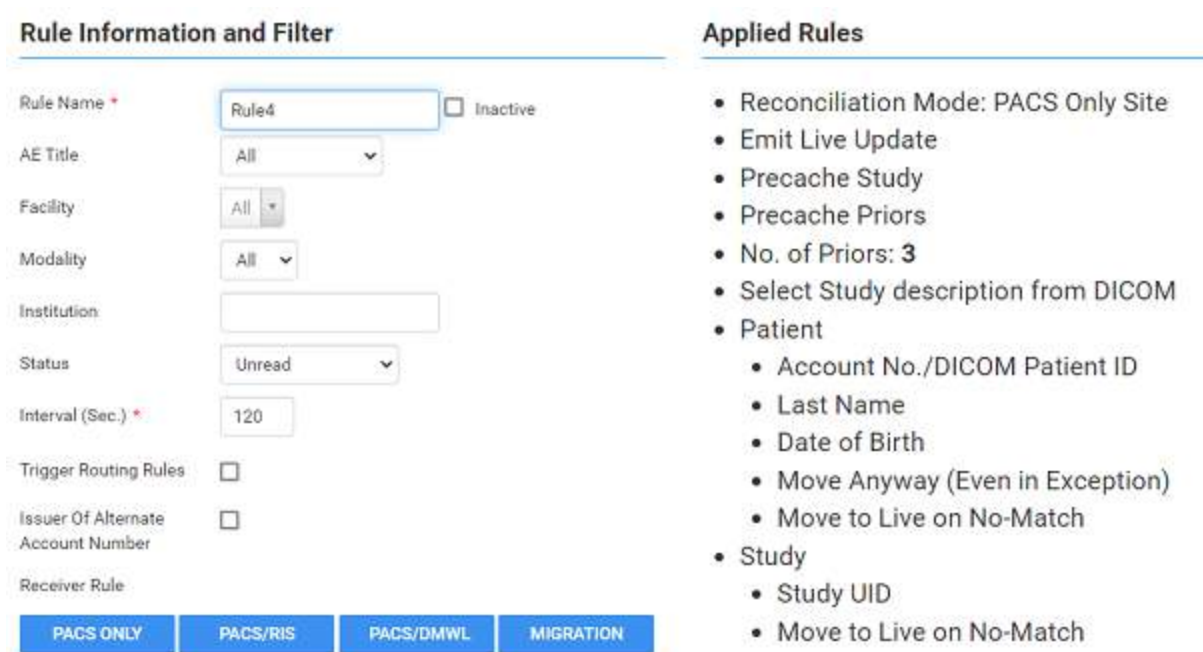 Rule Information and Filter
Rule Name *
Rule4
Inactive
AE Title
All
Facility
All
Modality
All
Institution
Status
Unread
Interval (Sec.) *
120
Trigger Routing Rules
Issuer Of Alternate
Account Number
Receiver Rule
PACS ONLY
PACS/RIS
PACS/DMWL
MIGRATION
Applied Rules
• Reconciliation Mode: PACS Only Site
• Emit Live Update
• Precache Study
• Precache Priors
• No. of Priors: 3
• Select Study description from DICOM
• Patient
• Account No./DICOM Patient ID
• Last Name
• Date of Birth
• Move Anyway (Even in Exception)
• Move to Live on No-Match
• Study
• Study UID
• Move to Live on No-Match